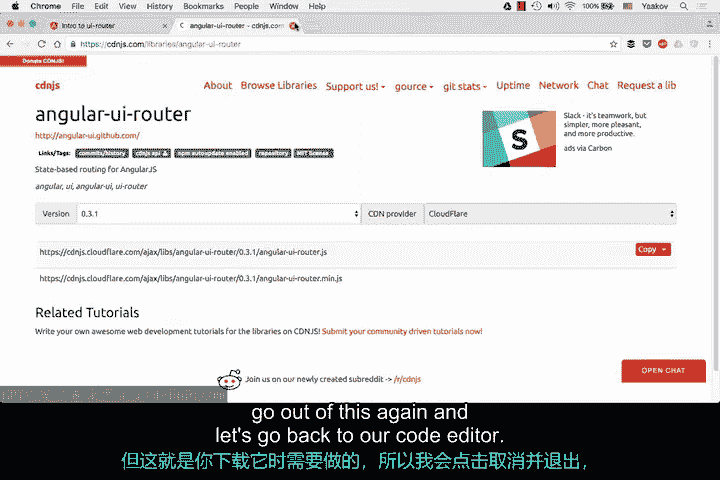 Chrome File Edit View History Bookmarks People Window Help 100% Yaakov
Intro to ui-router angular-ui-router - cdnjs.com
https://cdnjs.com/libraries/angular-ui-router
Donate CDNJS!
cdnjs About Browse Libraries Support us! gource git stats Uptime Network Chat Request a lib
angular-ui-router
http://angular-ui.github.com/
Links/Tags:
State-based routing for AngularJS
angular, ui, angular-ui, ui-router
Slack - it's teamwork, but
simpler, more pleasant,
and more productive.
ads via Carbon
Version 0.3.1 CDN provider CloudFlare
https://cdnjs.cloudflare.com/ajax/libs/angular-ui-router/0.3.1/angular-ui-router.js Copy
https://cdnjs.cloudflare.com/ajax/libs/angular-ui-router/0.3.1/angular-ui-router.min.js
Related Tutorials
Write your own awesome web development tutorials for the libraries on CDNJS! Submit your community driven tutorials now!
Join us on our newly created subreddit -> /r/cdnjs
OPEN CHAT
go out of this again and
let's go back to our code editor.
但这就是你下载它时需要做的，所以我会点击取消并退出，